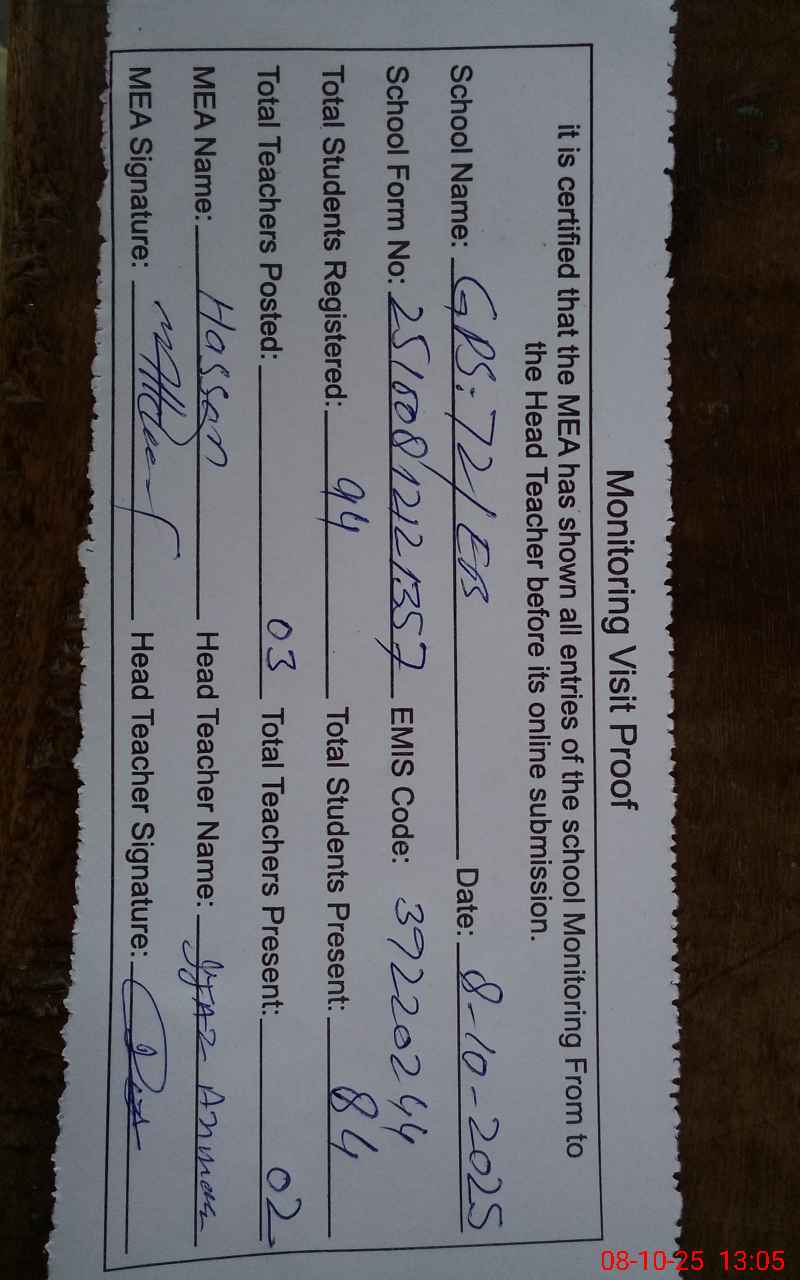 Monitoring Visit Proof
it is certified that the MEA has shown all entries of the school Monitoring From to
the Head Teacher before its online submission.
School Name: GPS: 72/EB Date: 8-10-2025
School Form No: EMIS Code: 39220244
Total Students Registered: 94 Total Students Present: 84
Total Teachers Posted: 03 Total Teachers Present: 02
MEA Name: Hassan Head Teacher Name: Ijaz Ahmad
MEA Signature: Head Teacher Signature:
08-10-25 13:05